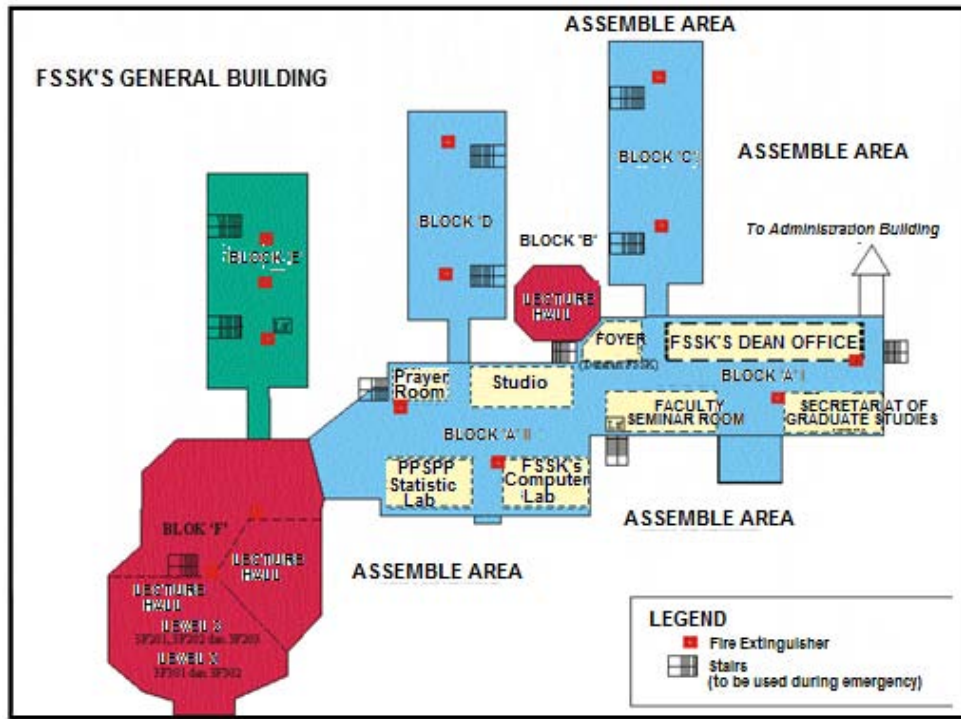 ASSEMBLE AREA
FSSK'S GENERAL BUILDING
BLOCK 'C'
ASSEMBLE AREA
BLOCK 'D
BLOCK 'B'
To Administration Building
BLOCK 'E'
LECTURE
HALL
FOYER
FSSK'S DEAN OFFICE
BLOCK 'A' I
Prayer
Room
Studio
FACULTY
SEMINAR ROOM
SECRETARIAT OF
GRADUATE STUDIES
BLOCK 'A' II
PPSPP
Statistic
Lab
FSSK's
Computer
Lab
ASSEMBLE AREA
BLOK 'F'
LECTURE
HALL
ASSEMBLE AREA
LECTURE
HALL
LEGEND
Fire Extinguisher
Stairs
(to be used during emergency)